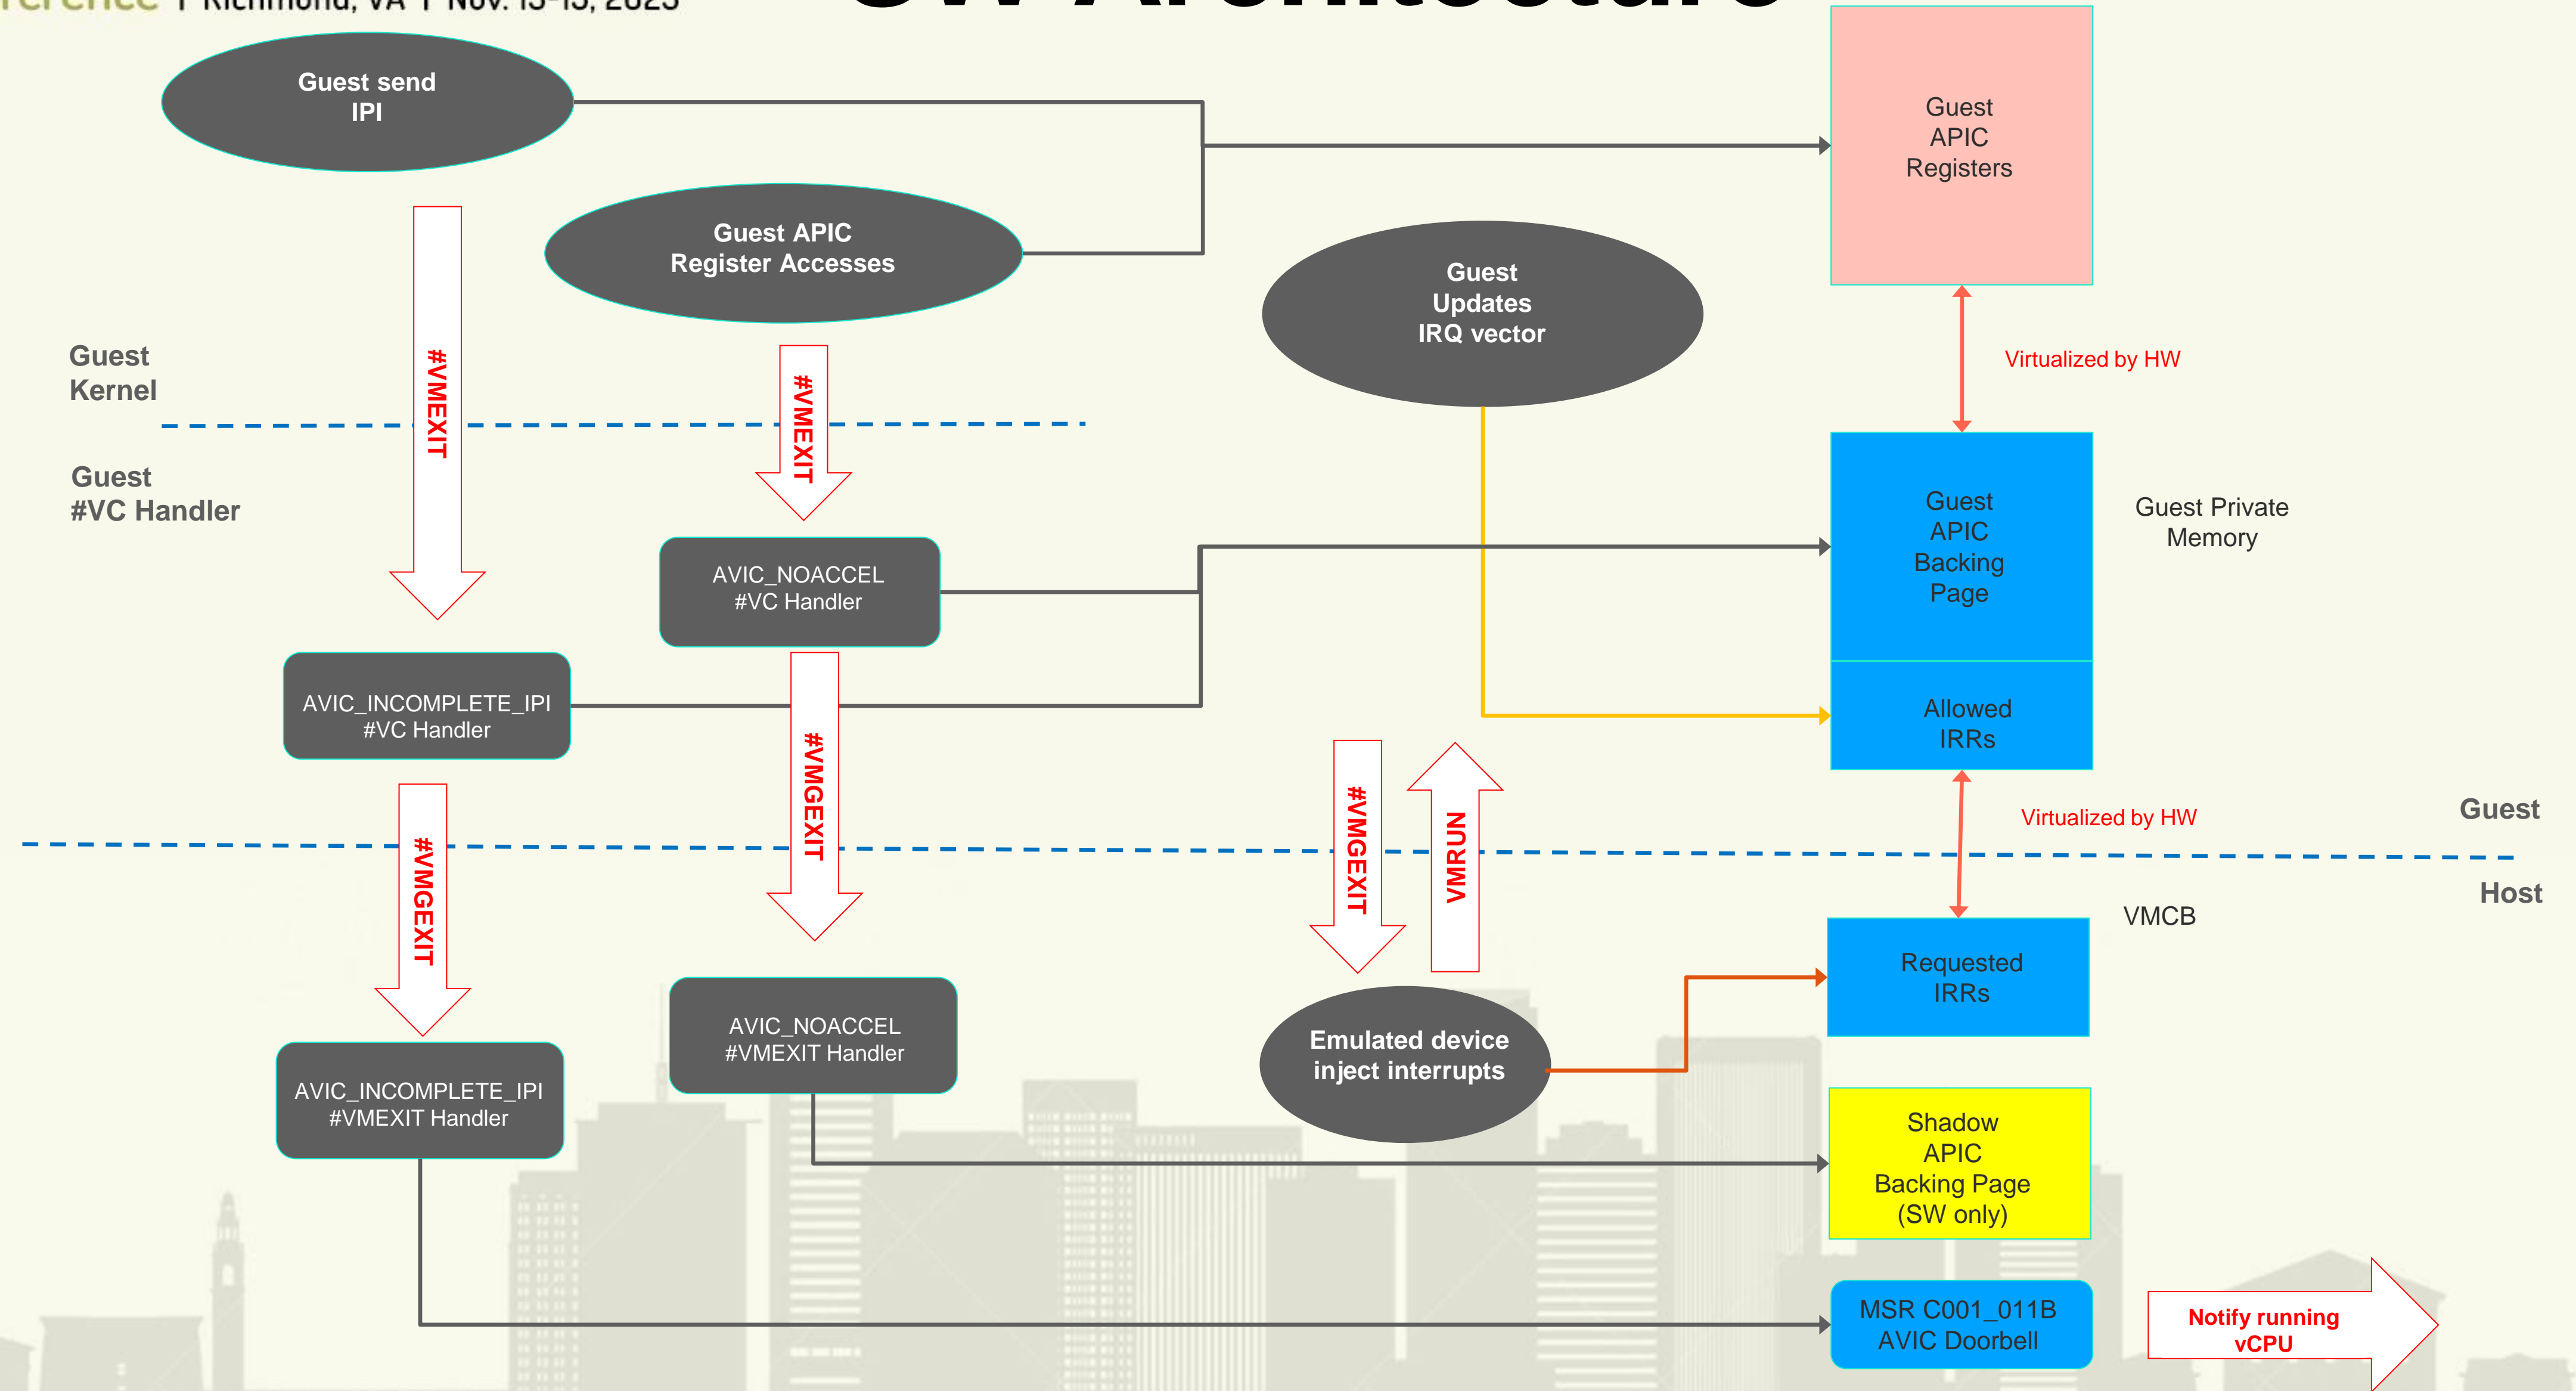 Richmond, VA | Nov. 13-15, 2023
SW Architecture
Guest send
IPI
Guest
APIC
Registers
Guest APIC
Register Accesses
Guest
Updates
IRQ vector
Guest
Kernel
#VMEXIT
#VMEXIT
Virtualized by HW
Guest
#VC Handler
Guest
APIC
Backing
Page
Guest Private
Memory
AVIC_NOACCEL
#VC Handler
AVIC_INCOMPLETE_IPI
#VC Handler
Allowed
IRRs
#VMGEXIT
#VMGEXIT
#VMGEXIT
VMRUN
Virtualized by HW
Guest
Host
VMCB
Requested
IRRs
AVIC_NOACCEL
#VMEXIT Handler
Emulated device
inject interrupts
AVIC_INCOMPLETE_IPI
#VMEXIT Handler
Shadow
APIC
Backing Page
(SW only)
MSR C001_011B
AVIC Doorbell
Notify running
vCPU